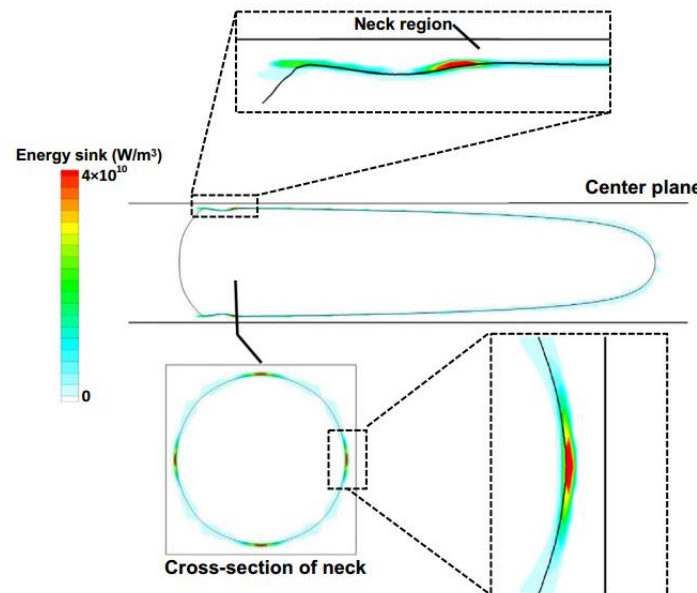 Neck region
Energy sink (W/m³)
4×10¹⁰
Center plane
0
Cross-section of neck